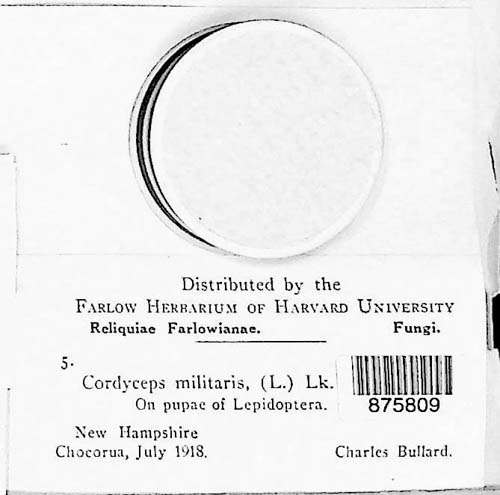 Distributed by the
FARLOW HERBARIUM OF HARVARD UNIVERSITY
Reliquiae Farlowianae. Fungi.
5.
Cordyceps militaris, (L.) Lk.
On pupae of Lepidoptera.
875809
New Hampshire
Chocorua, July 1918. Charles Bullard.